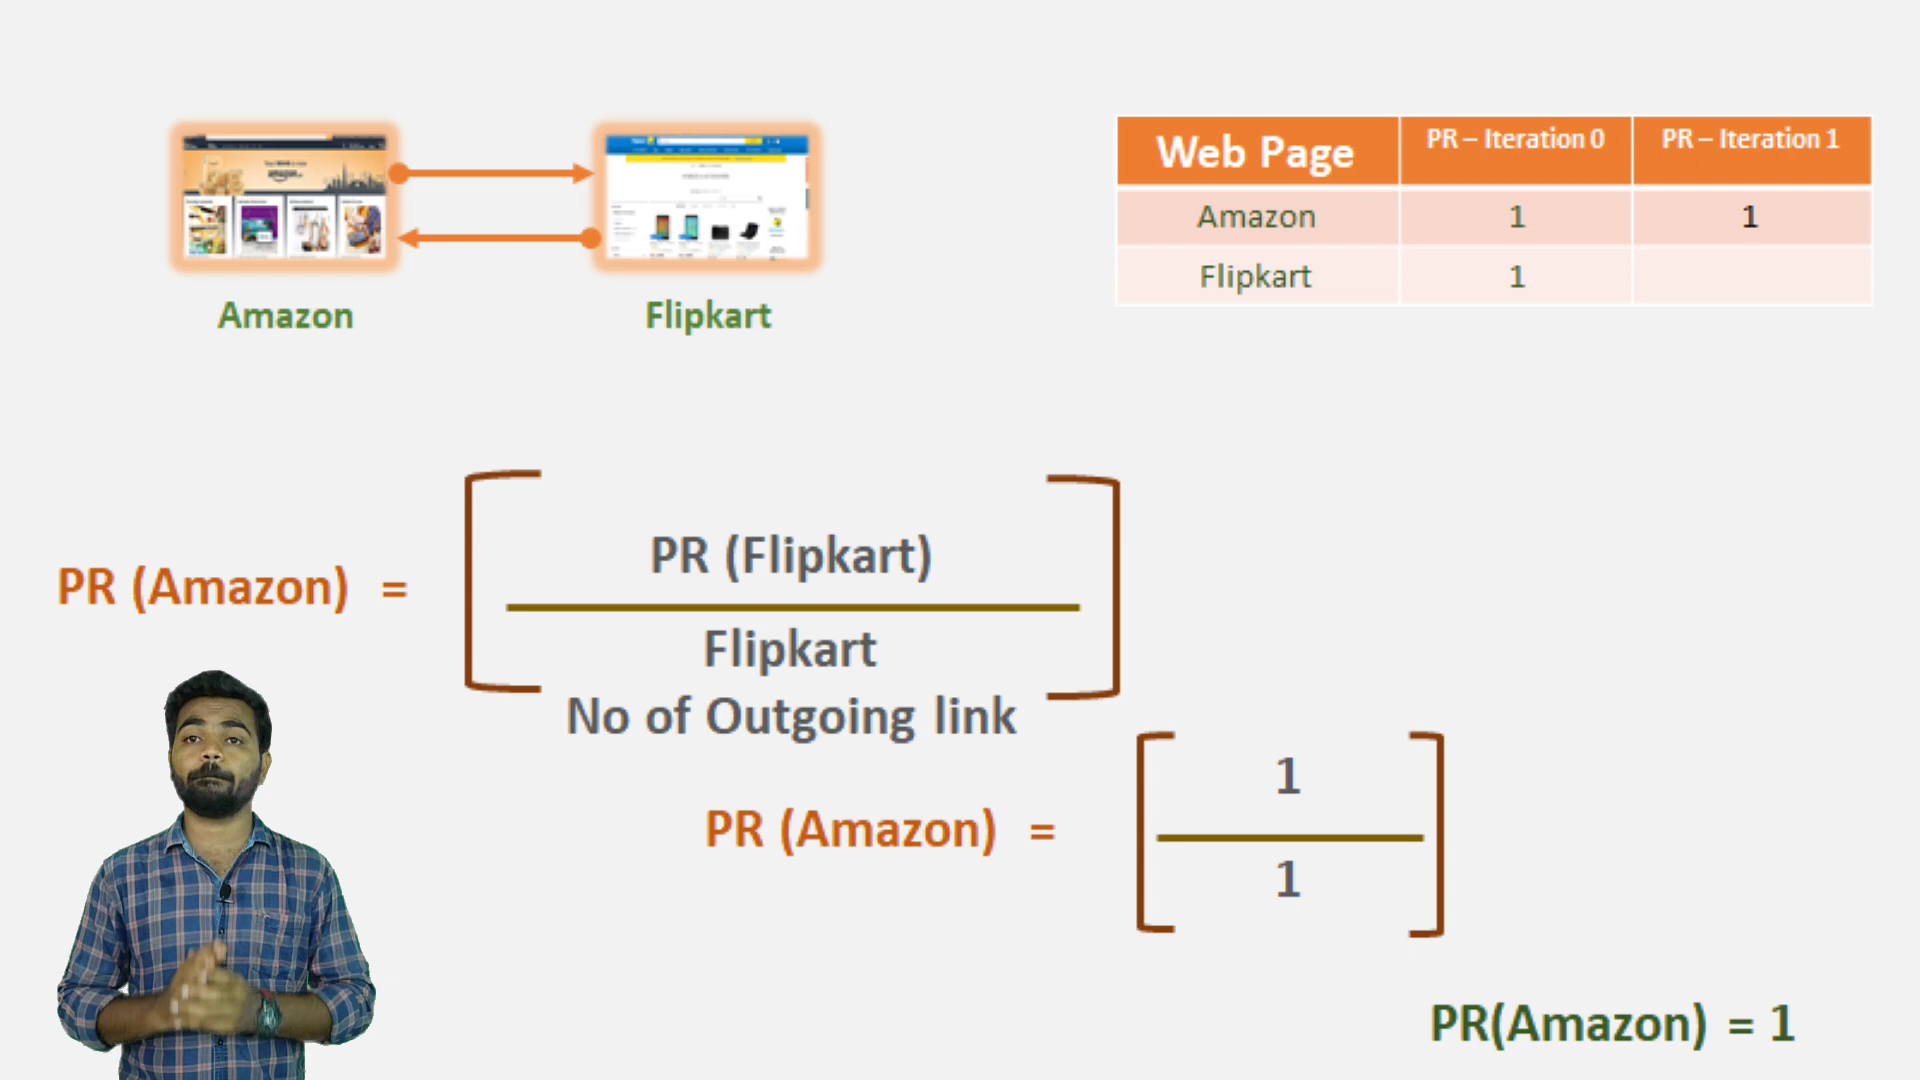 amazon
Amazon
Flipkart
Web Page PR – Iteration 0 PR – Iteration 1
Amazon 1 1
Flipkart 1
PR (Amazon) =
PR (Flipkart)
Flipkart
No of Outgoing link
PR (Amazon) =
1
1
PR(Amazon) = 1